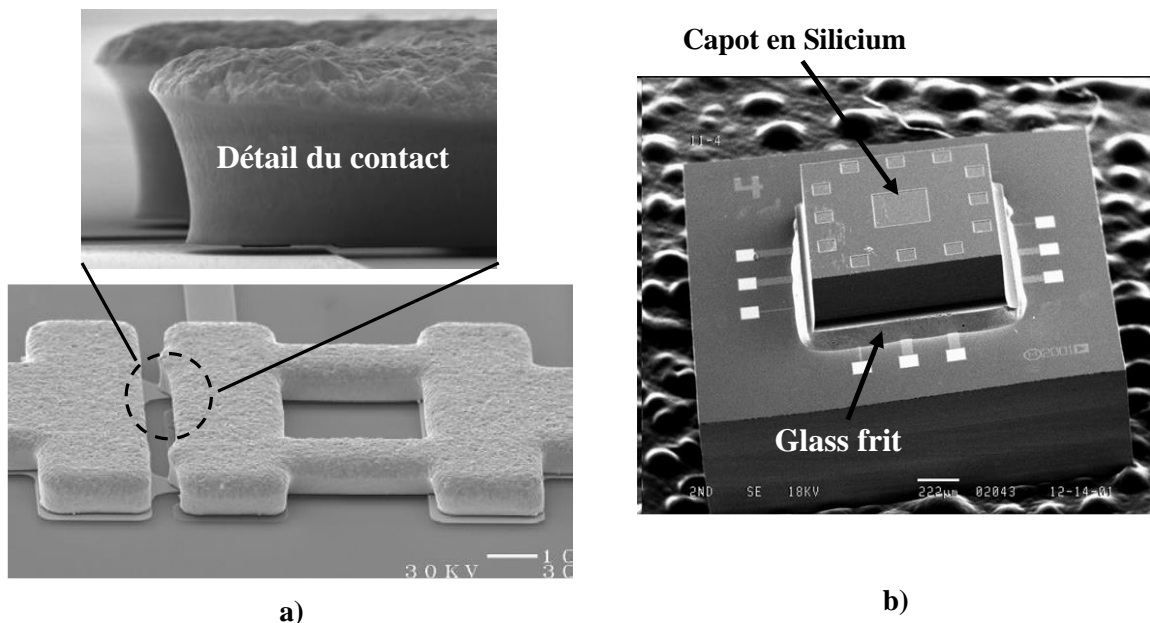 Détail du contact
30KV
a)
Capot en Silicium
11-4
4
Glass frit
2ND SE 18KV 222µm 02043 12-14-01
b)